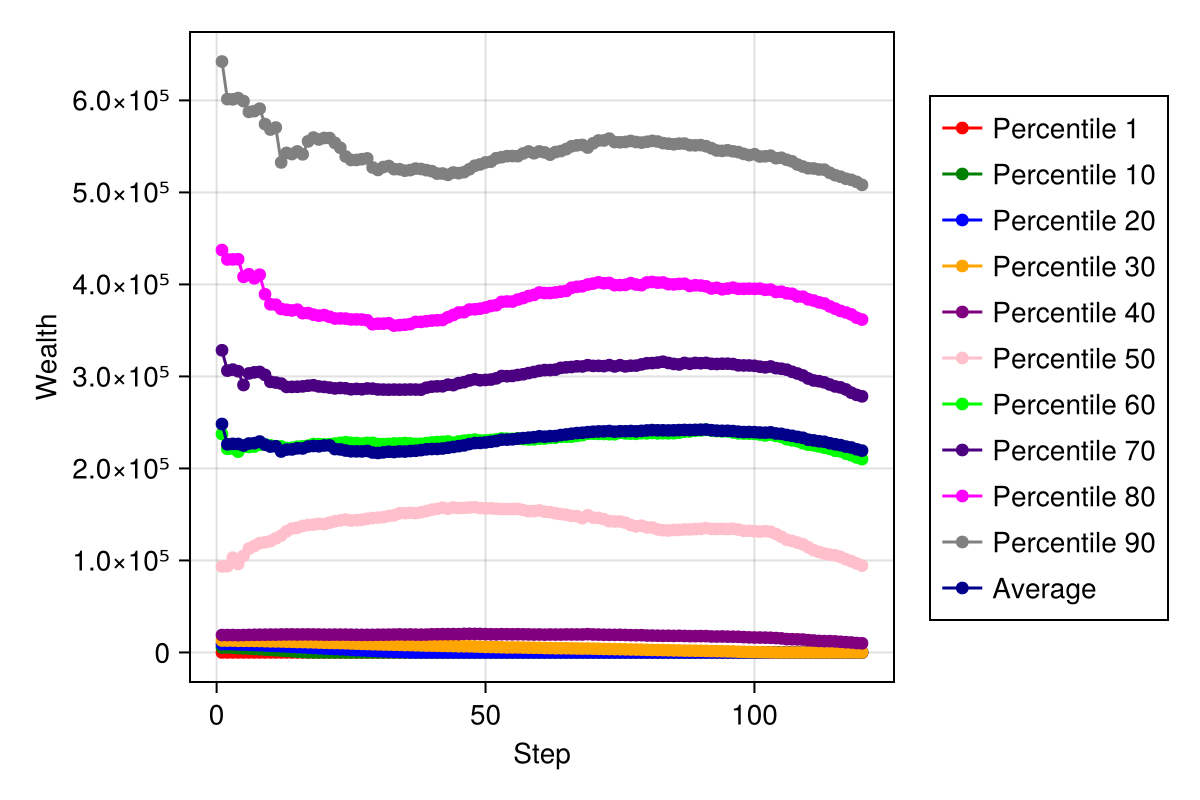 6.0×10⁵
5.0×10⁵
4.0×10⁵
3.0×10⁵
2.0×10⁵
1.0×10⁵
0
Wealth
0 50 100
Step
Percentile 1
Percentile 10
Percentile 20
Percentile 30
Percentile 40
Percentile 50
Percentile 60
Percentile 70
Percentile 80
Percentile 90
Average